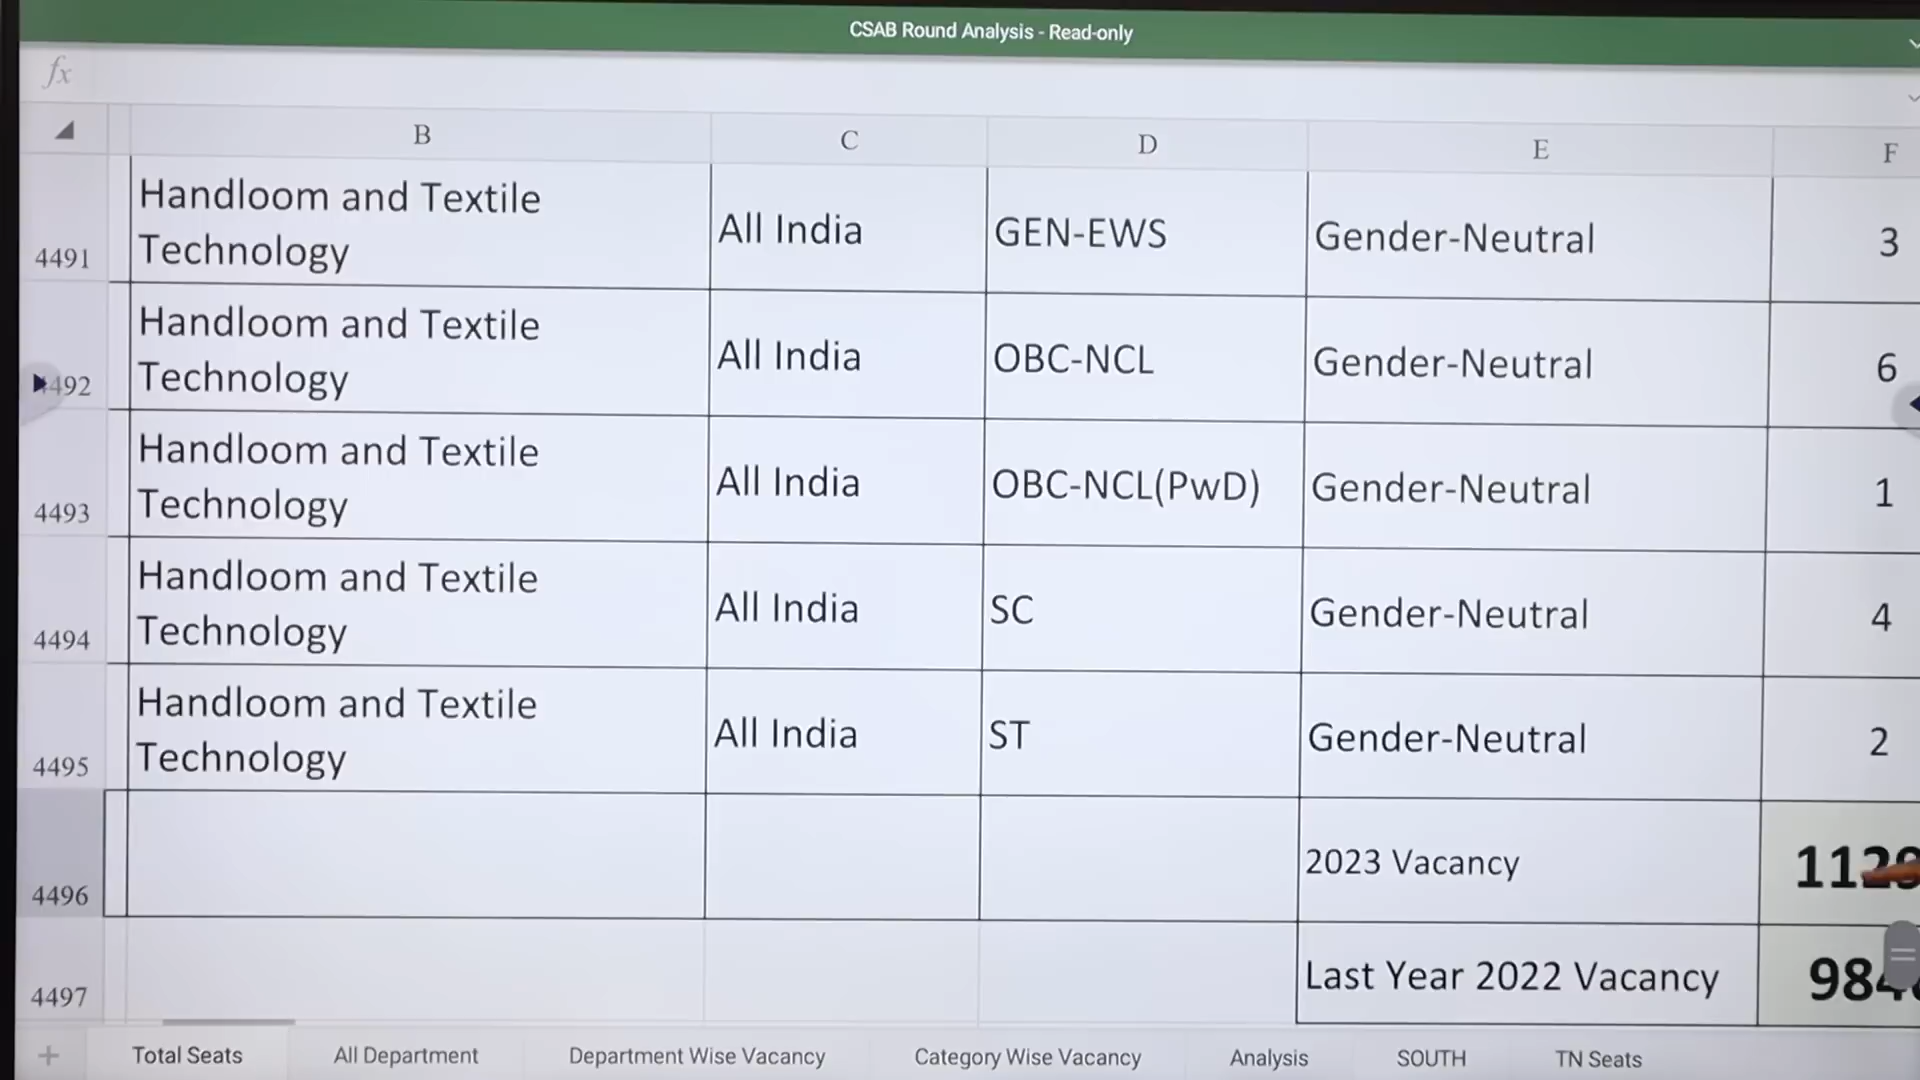 CSAB Round Analysis - Read-only
fx
B C D E F
4491 Handloom and Textile Technology All India GEN-EWS Gender-Neutral 3
4492 Handloom and Textile Technology All India OBC-NCL Gender-Neutral 6
4493 Handloom and Textile Technology All India OBC-NCL(PwD) Gender-Neutral 1
4494 Handloom and Textile Technology All India SC Gender-Neutral 4
4495 Handloom and Textile Technology All India ST Gender-Neutral 2
4496 2023 Vacancy
4497 Last Year 2022 Vacancy
+ Total Seats All Department Department Wise Vacancy Category Wise Vacancy Analysis SOUTH TN Seats